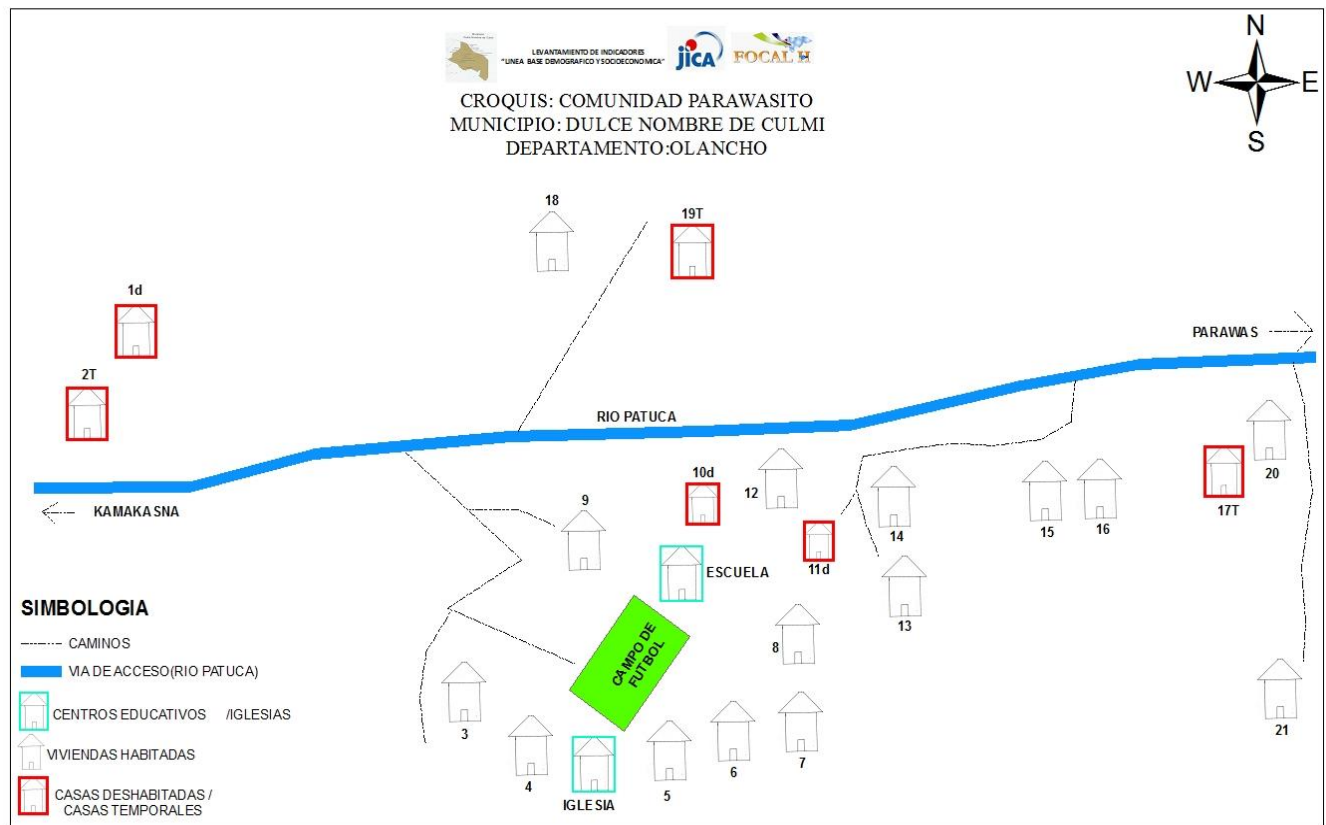 LEVANTAMIENTO DE INDICADORES
"LINEA BASE DEMOGRAFICO Y SOCIOECONOMICA"
jICA
FOCAL H
CROQUIS: COMUNIDAD PARAWASITO
MUNICIPIO: DULCE NOMBRE DE CULMI
DEPARTAMENTO:OLANCHO
N
W E
S
18
19T
1d
2T
PARAWAS
RIO PATUCA
KAMAKASNA
9
10d
12
14
15
16
17T
20
ESCUELA
11d
13
CAMPO DE
FUTBOL
8
3
4
IGLESIA
5
6
7
21
SIMBOLOGIA
CAMINOS
VIA DE ACCESO(RIO PATUCA)
CENTROS EDUCATIVOS /IGLESIAS
VIVIENDAS HABITADAS
CASAS DESHABITADAS /
CASAS TEMPORALES